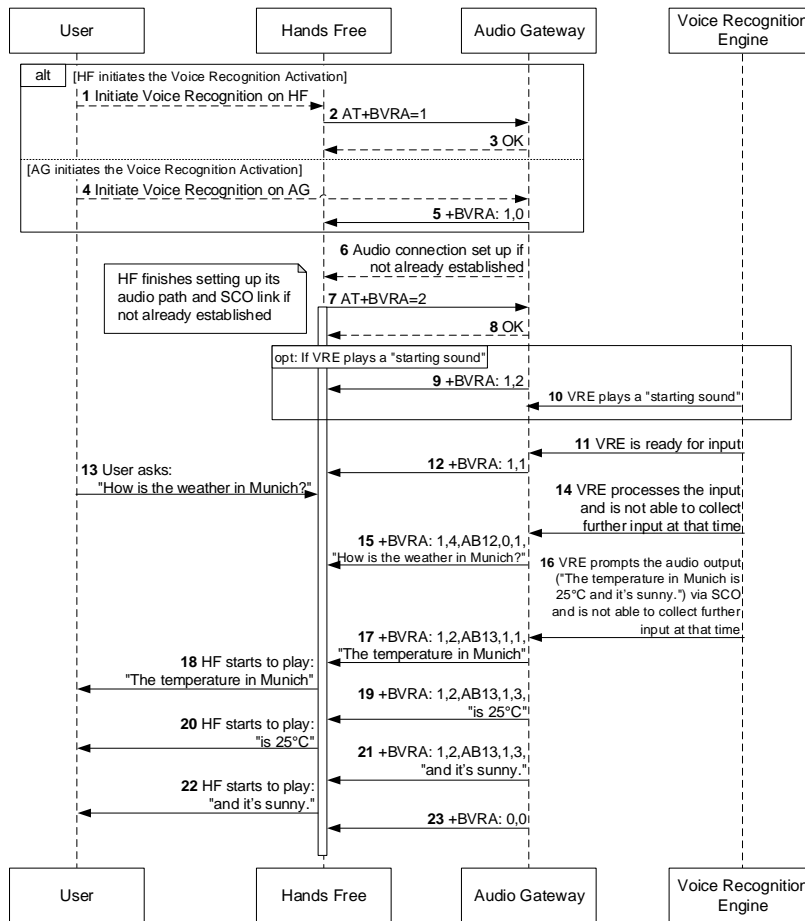 User
Hands Free
Audio Gateway
Voice Recognition
Engine
alt
[HF initiates the Voice Recognition Activation]
1 Initiate Voice Recognition on HF
2 AT+BVRA=1
3 OK
[AG initiates the Voice Recognition Activation]
4 Initiate Voice Recognition on AG
5 +BVRA: 1,0
6 Audio connection set up if
not already established
HF finishes setting up its
audio path and SCO link if
not already established
7 AT+BVRA=2
8 OK
opt: If VRE plays a "starting sound"
9 +BVRA: 1,2
10 VRE plays a "starting sound"
11 VRE is ready for input
12 +BVRA: 1,1
13 User asks:
"How is the weather in Munich?"
14 VRE processes the input
and is not able to collect
further input at that time
15 +BVRA: 1,4,AB12,0,1,
"How is the weather in Munich?"
16 VRE prompts the audio output
("The temperature in Munich is
25°C and it's sunny.") via SCO
and is not able to collect further
input at that time
17 +BVRA: 1,2,AB13,1,1,
"The temperature in Munich"
18 HF starts to play:
"The temperature in Munich"
19 +BVRA: 1,2,AB13,1,3,
"is 25°C"
20 HF starts to play:
"is 25°C"
21 +BVRA: 1,2,AB13,1,3,
"and it's sunny."
22 HF starts to play:
"and it's sunny."
23 +BVRA: 0,0
User
Hands Free
Audio Gateway
Voice Recognition
Engine